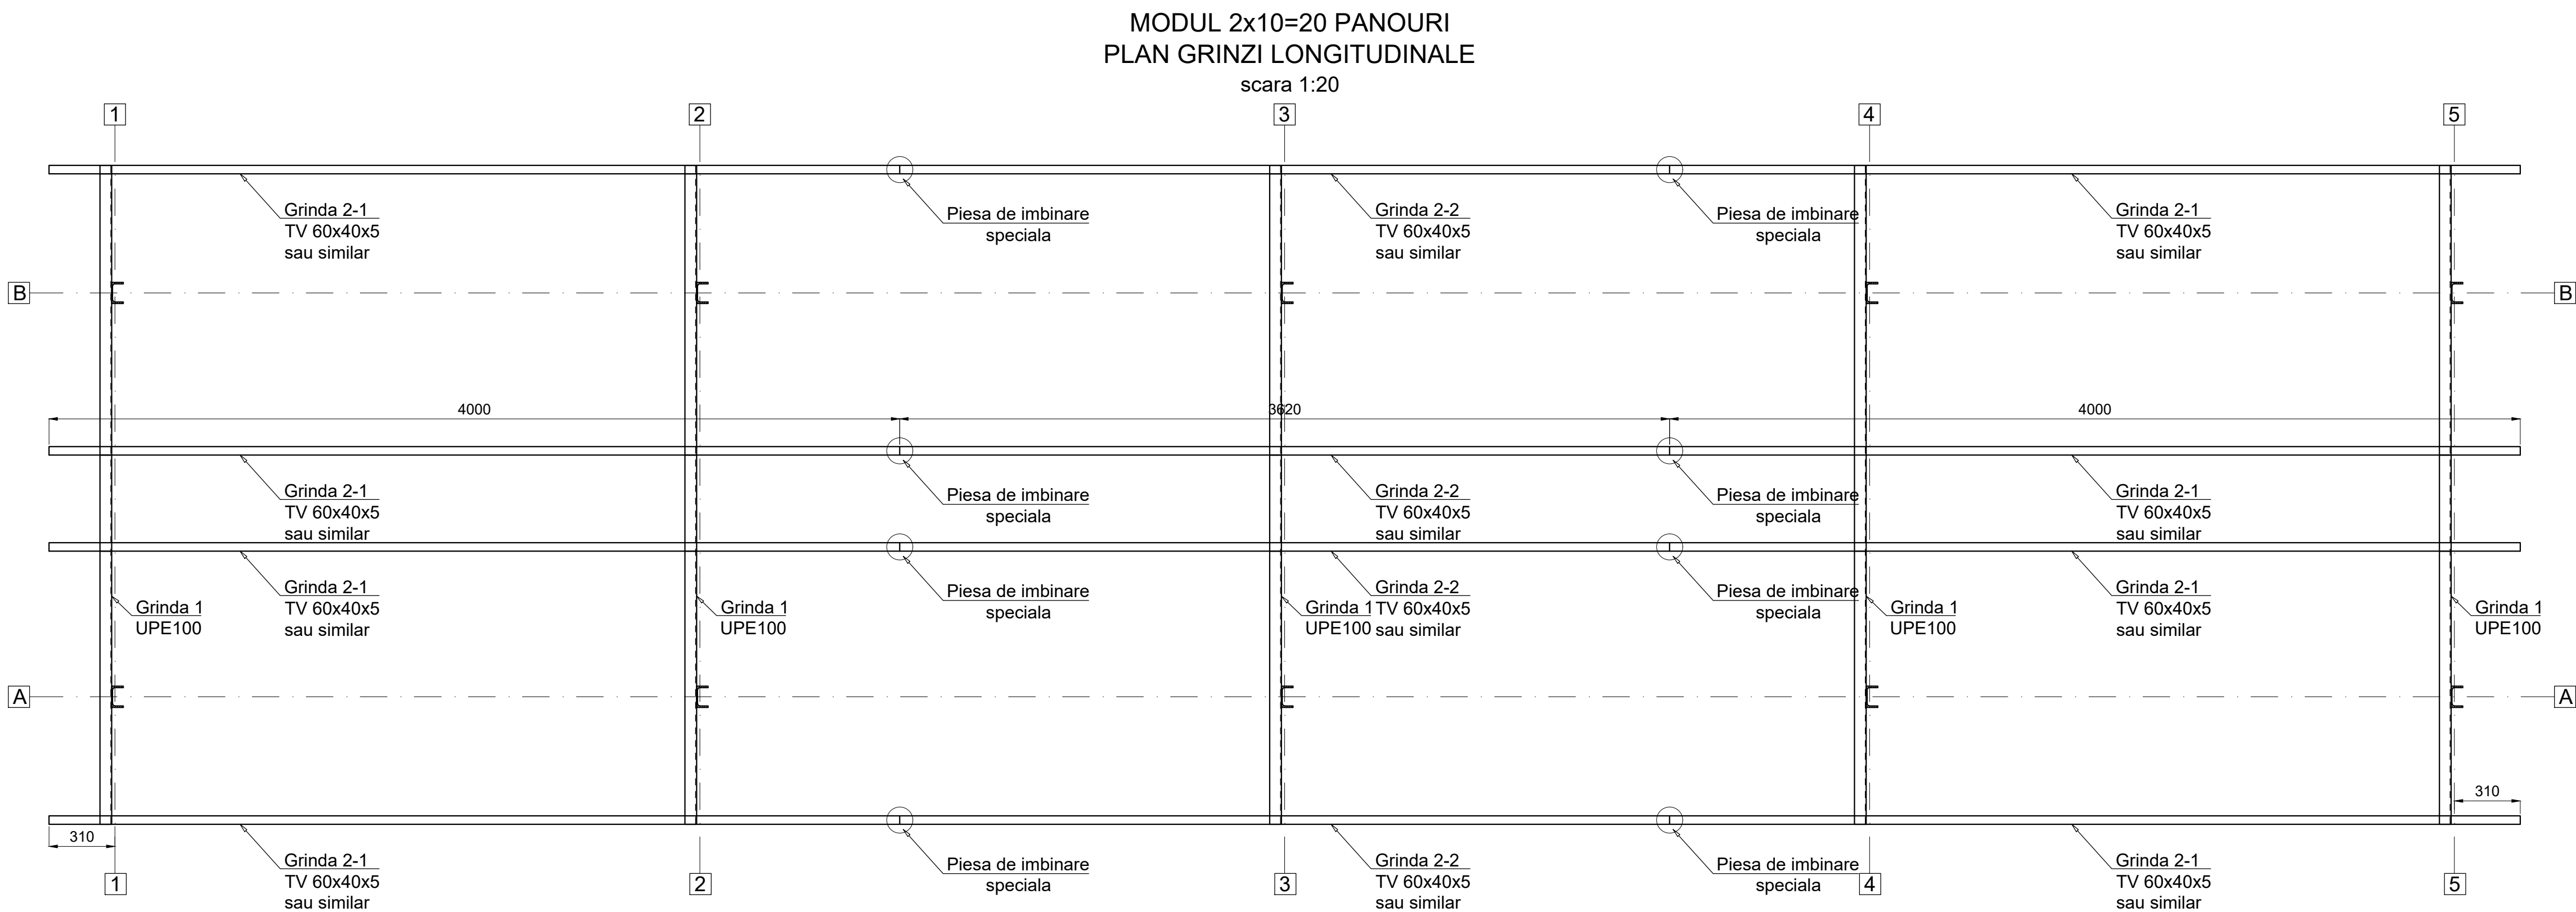 MODUL 2x10=20 PANOURI
PLAN GRINZI LONGITUDINALE
scara 1:20
1
2
3
4
5
Grinda 2-1
TV 60x40x5
sau similar
Piesa de imbinare
speciala
Grinda 2-2
TV 60x40x5
sau similar
Piesa de imbinare
speciala
Grinda 2-1
TV 60x40x5
sau similar
B
B
4000
3620
4000
Grinda 2-1
TV 60x40x5
sau similar
Piesa de imbinare
speciala
Grinda 2-2
TV 60x40x5
sau similar
Piesa de imbinare
speciala
Grinda 2-1
TV 60x40x5
sau similar
Grinda 1
UPE100
Grinda 2-1
TV 60x40x5
sau similar
Grinda 1
UPE100
Piesa de imbinare
speciala
Grinda 1
UPE100
Grinda 2-2
TV 60x40x5
sau similar
Piesa de imbinare
speciala
Grinda 1
UPE100
Grinda 2-1
TV 60x40x5
sau similar
Grinda 1
UPE100
A
A
310
310
Grinda 2-1
TV 60x40x5
sau similar
Piesa de imbinare
speciala
Grinda 2-2
TV 60x40x5
sau similar
Piesa de imbinare
speciala
Grinda 2-1
TV 60x40x5
sau similar
1
2
3
4
5